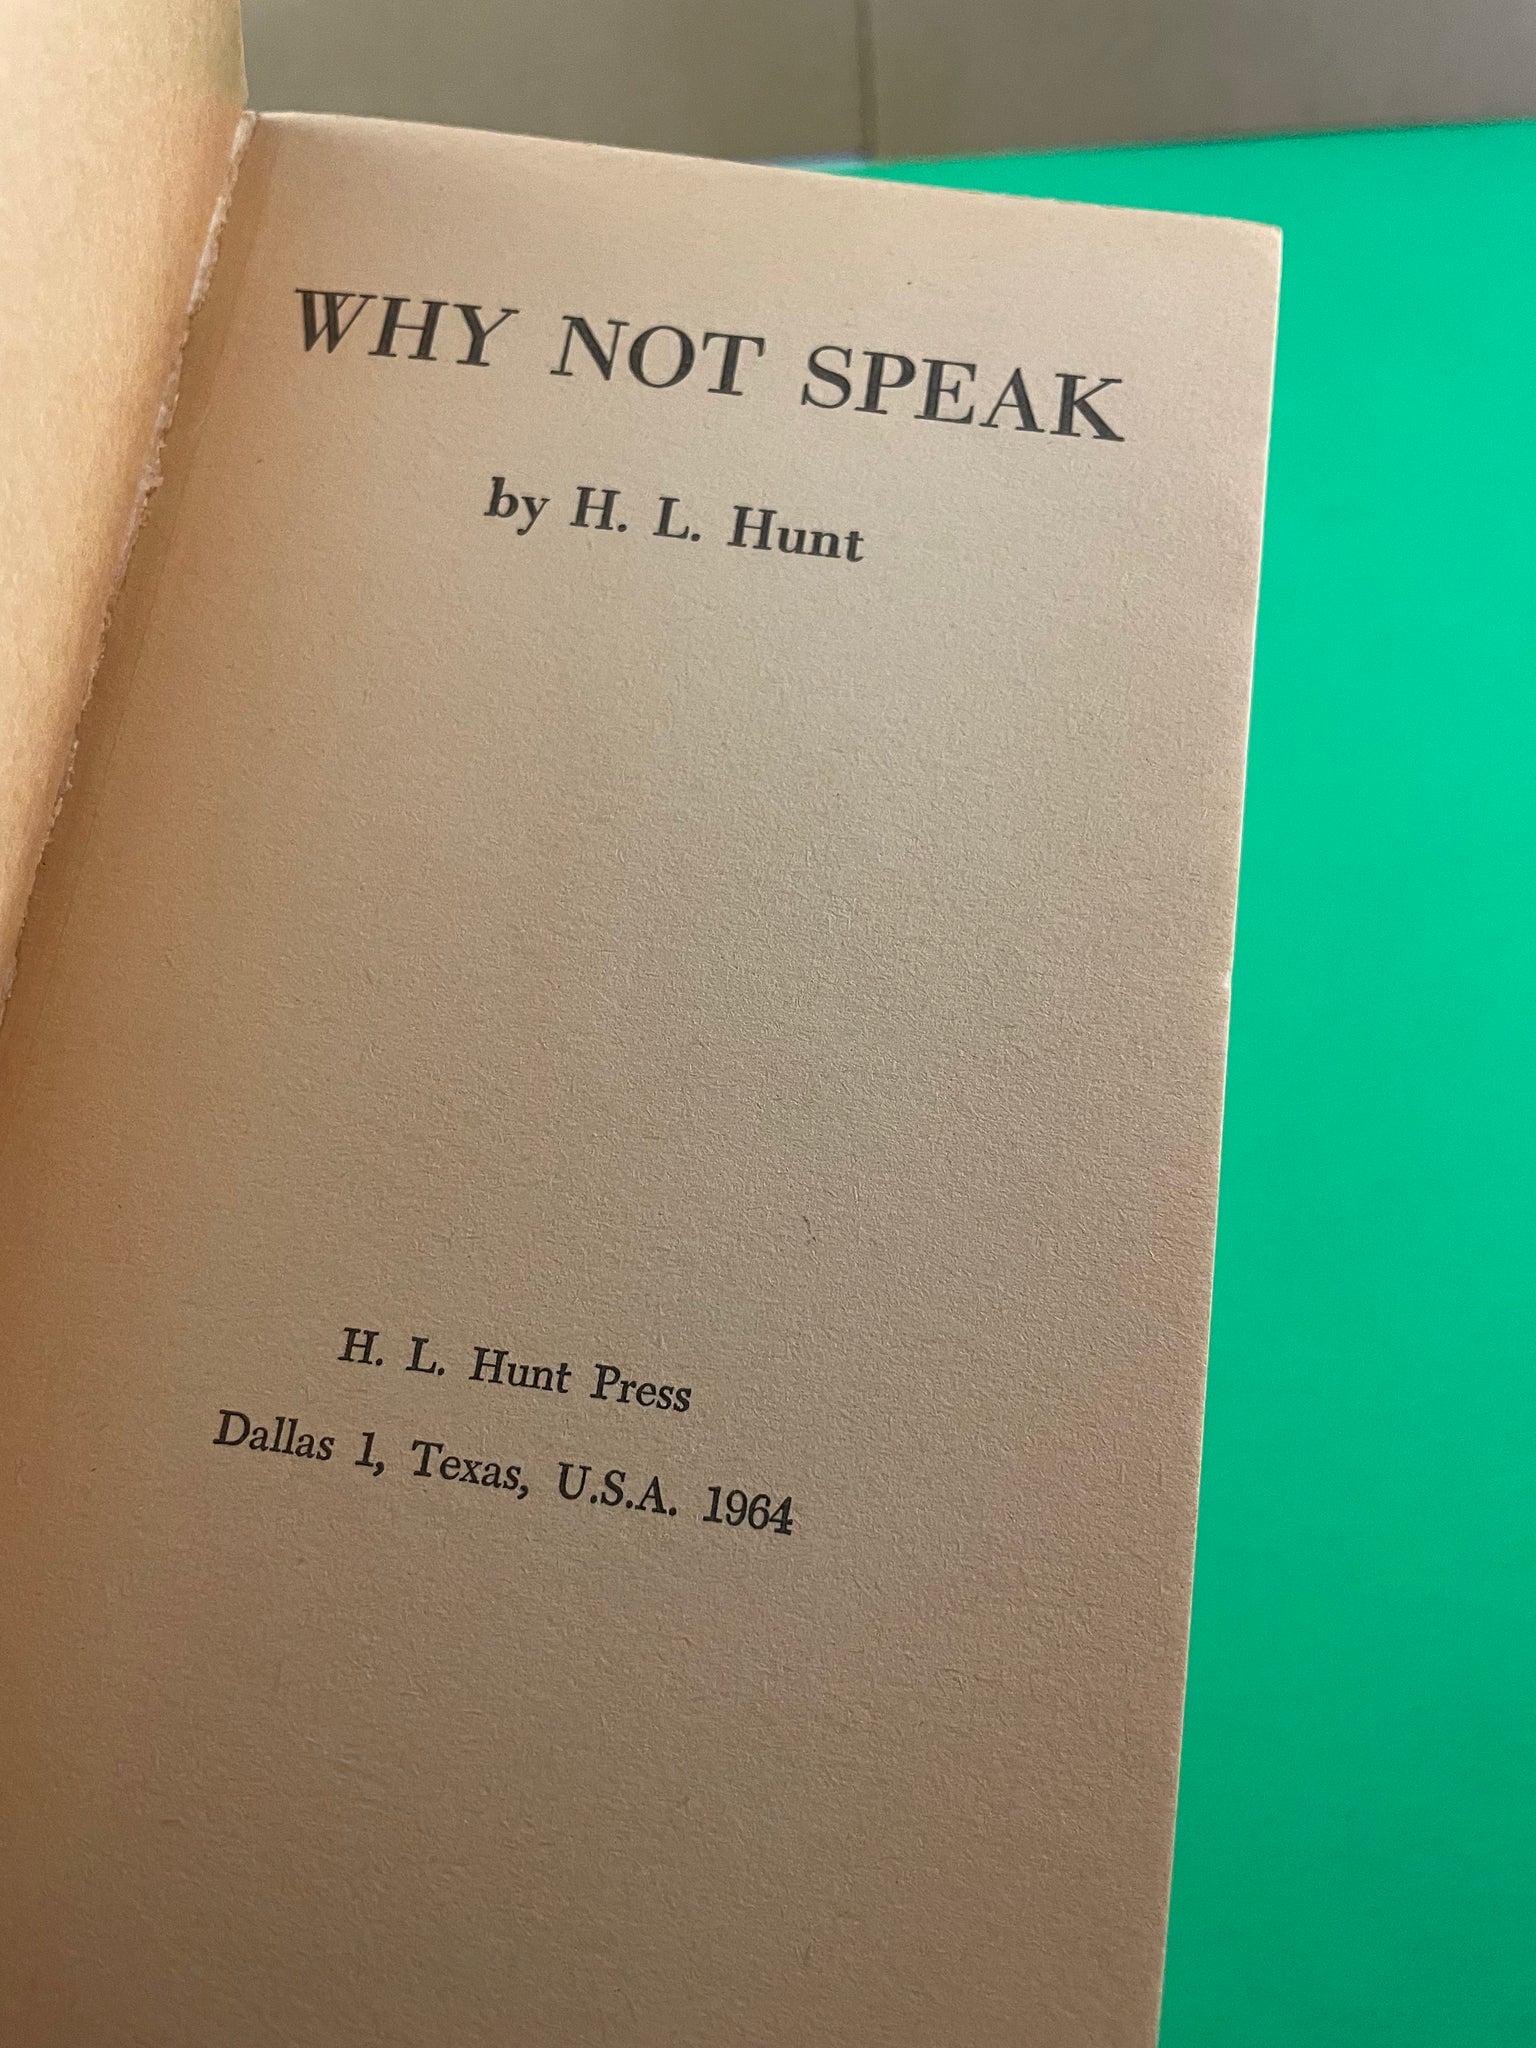 WHY NOT SPEAK
by H. L. Hunt
H. L. Hunt Press
Dallas 1, Texas, U.S.A. 1964